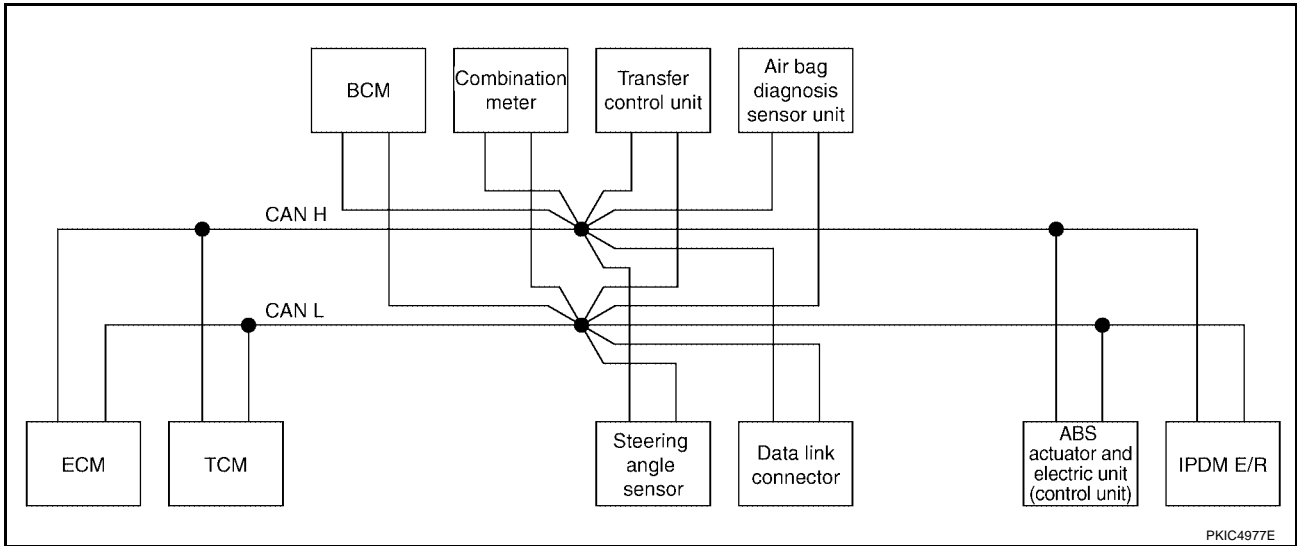 BCM
Combination
meter
Transfer
control unit
Air bag
diagnosis
sensor unit
CAN H
CAN L
ECM
TCM
Steering
angle
sensor
Data link
connector
ABS
actuator and
electric unit
(control unit)
IPDM E/R
PKIC4977E